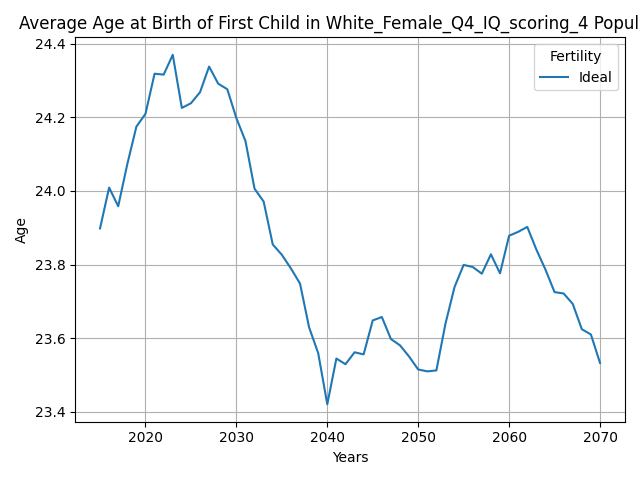 Average Age at Birth of First Child in White_Female_Q4_IQ_scoring_4 Popul
24.4
24.2
24.0
23.8
23.6
23.4
Age
Fertility
Ideal
2020 2030 2040 2050 2060 2070
Years